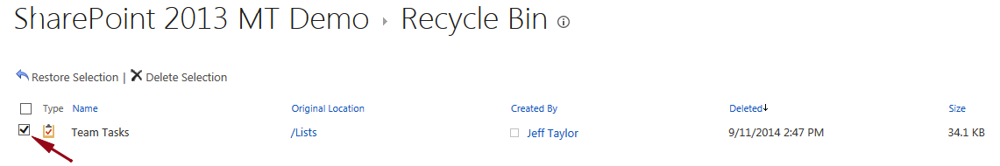 SharePoint 2013 MT Demo ▸ Recycle Bin
Restore Selection | Delete Selection
Type Name Original Location Created By Deleted↓ Size
Team Tasks /Lists Jeff Taylor 9/11/2014 2:47 PM 34.1 KB